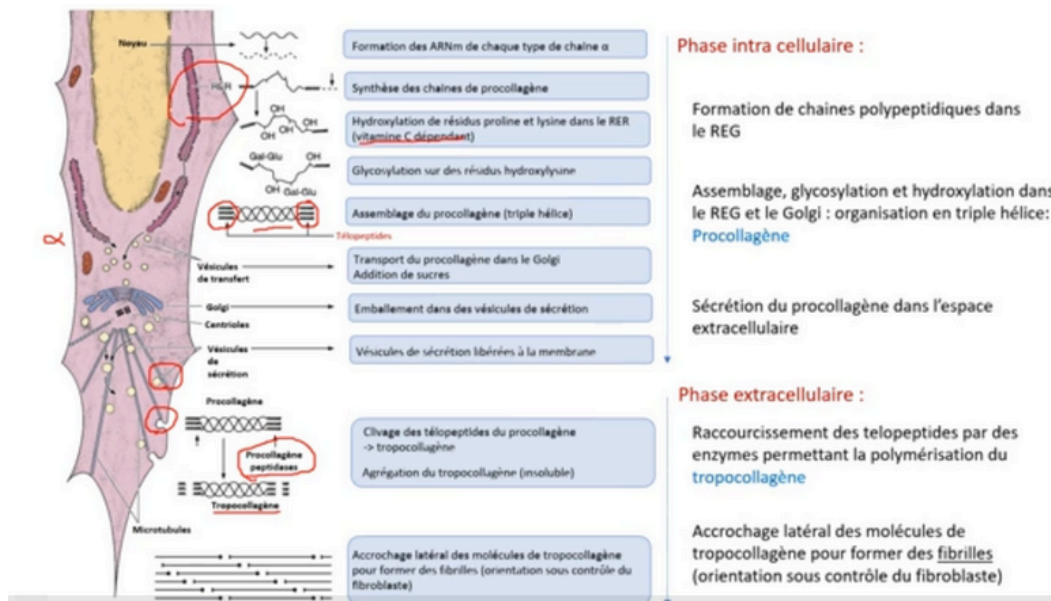 Noyau
Formation des ARNm de chaque type de chaîne α
Synthèse des chaînes de procollagène
OH
OH
OH
OH
Hydroxylation de résidus proline et lysine dans le RER
(vitamine C dépendant)
Gal-Glu
OH
OH
Gal-Glu
Glycosylation sur des résidus hydroxylysine
Assemblage du procollagène (triple hélice)
Télopeptides
Vésicules
de transfert
Transport du procollagène dans le Golgi
Addition de sucres
Golgi
Emballement dans des vésicules de sécrétion
Centrioles
Vésicules
de
sécrétion
Vésicules de sécrétion libérées à la membrane
Procollagène
Procollagène
peptidases
Tropocollagène
Microtubules
Clivage des télopeptides du procollagène
-> tropocollagène
Agrégation du tropocollagène (insoluble)
Accrochage latéral des molécules de tropocollagène
pour former des fibrilles (orientation sous contrôle du
fibroblaste)
Phase intra cellulaire :
Formation de chaines polypeptidiques dans
le REG
Assemblage, glycosylation et hydroxylation dans
le REG et le Golgi : organisation en triple hélice:
Procollagène
Sécrétion du procollagène dans l'espace
extracellulaire
Phase extracellulaire :
Raccourcissement des telopeptides par des
enzymes permettant la polymérisation du
tropocollagène
Accrochage latéral des molécules de
tropocollagène pour former des fibrilles
(orientation sous contrôle du fibroblaste)